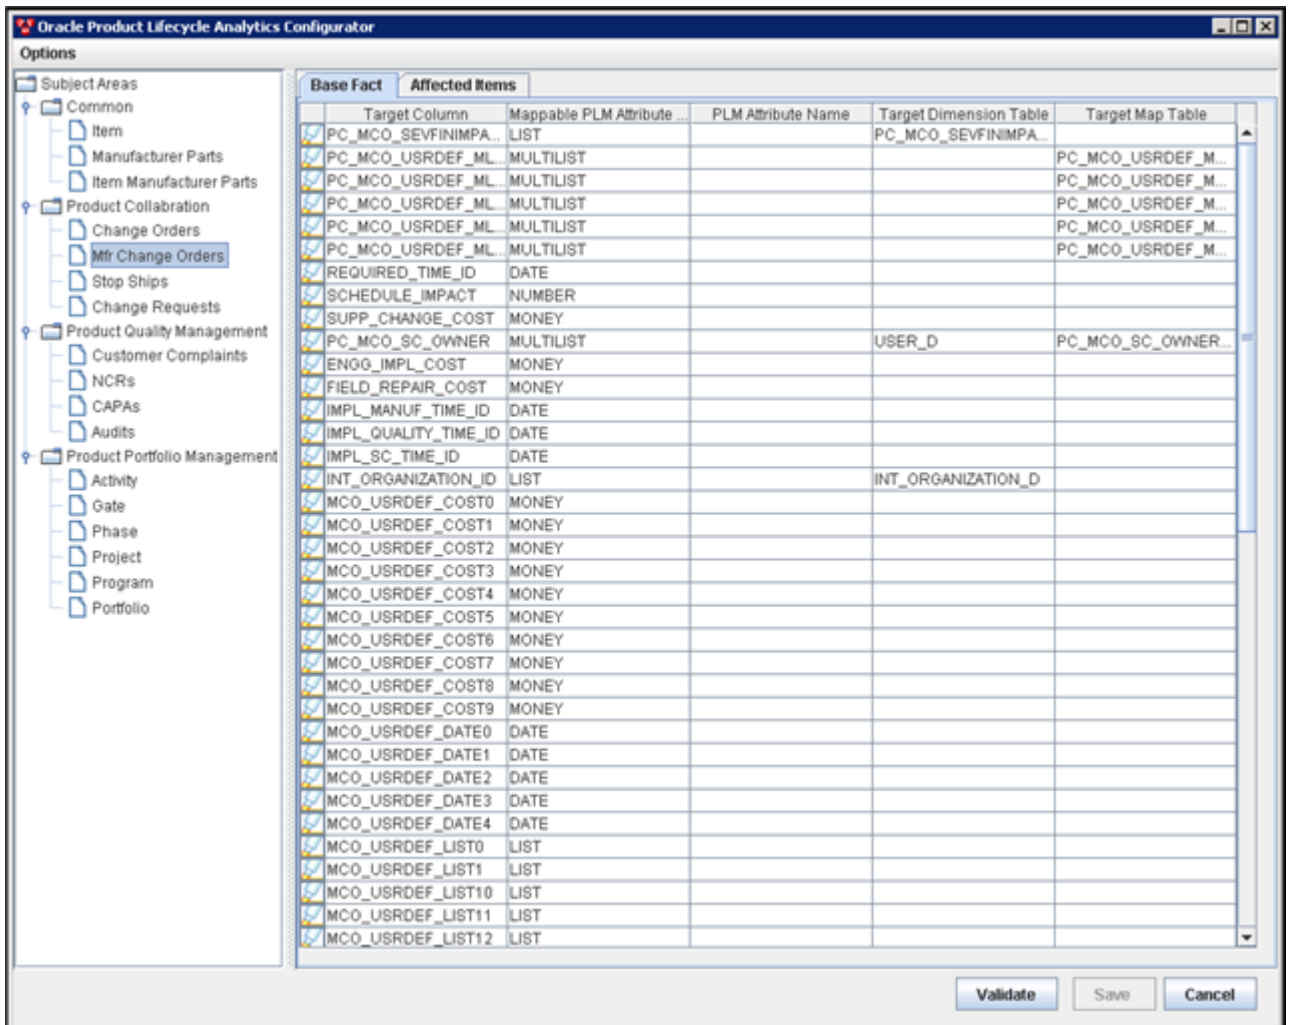 Oracle Product Lifecycle Analytics Configurator
Options
Subject Areas
Common
Item
Manufacturer Parts
Item Manufacturer Parts
Product Collabration
Change Orders
Mfr Change Orders
Stop Ships
Change Requests
Product Quality Management
Customer Complaints
NCRs
CAPAs
Audits
Product Portfolio Management
Activity
Gate
Phase
Project
Program
Portfolio
Base Fact Affected Items
Target Column Mappable PLM Attribute ... PLM Attribute Name Target Dimension Table Target Map Table
PC_MCO_SEVFINIMPA... LIST PC_MCO_SEVFINIMPA...
PC_MCO_USRDEF_ML... MULTILIST PC_MCO_USRDEF_M...
PC_MCO_USRDEF_ML... MULTILIST PC_MCO_USRDEF_M...
PC_MCO_USRDEF_ML... MULTILIST PC_MCO_USRDEF_M...
PC_MCO_USRDEF_ML... MULTILIST PC_MCO_USRDEF_M...
PC_MCO_USRDEF_ML... MULTILIST PC_MCO_USRDEF_M...
REQUIRED_TIME_ID DATE
SCHEDULE_IMPACT NUMBER
SUPP_CHANGE_COST MONEY
PC_MCO_SC_OWNER MULTILIST USER_D PC_MCO_SC_OWNER...
ENGG_IMPL_COST MONEY
FIELD_REPAIR_COST MONEY
IMPL_MANUF_TIME_ID DATE
IMPL_QUALITY_TIME_ID DATE
IMPL_SC_TIME_ID DATE
INT_ORGANIZATION_ID LIST INT_ORGANIZATION_D
MCO_USRDEF_COST0 MONEY
MCO_USRDEF_COST1 MONEY
MCO_USRDEF_COST2 MONEY
MCO_USRDEF_COST3 MONEY
MCO_USRDEF_COST4 MONEY
MCO_USRDEF_COST5 MONEY
MCO_USRDEF_COST6 MONEY
MCO_USRDEF_COST7 MONEY
MCO_USRDEF_COST8 MONEY
MCO_USRDEF_COST9 MONEY
MCO_USRDEF_DATE0 DATE
MCO_USRDEF_DATE1 DATE
MCO_USRDEF_DATE2 DATE
MCO_USRDEF_DATE3 DATE
MCO_USRDEF_DATE4 DATE
MCO_USRDEF_LIST0 LIST
MCO_USRDEF_LIST1 LIST
MCO_USRDEF_LIST10 LIST
MCO_USRDEF_LIST11 LIST
MCO_USRDEF_LIST12 LIST
Validate Save Cancel